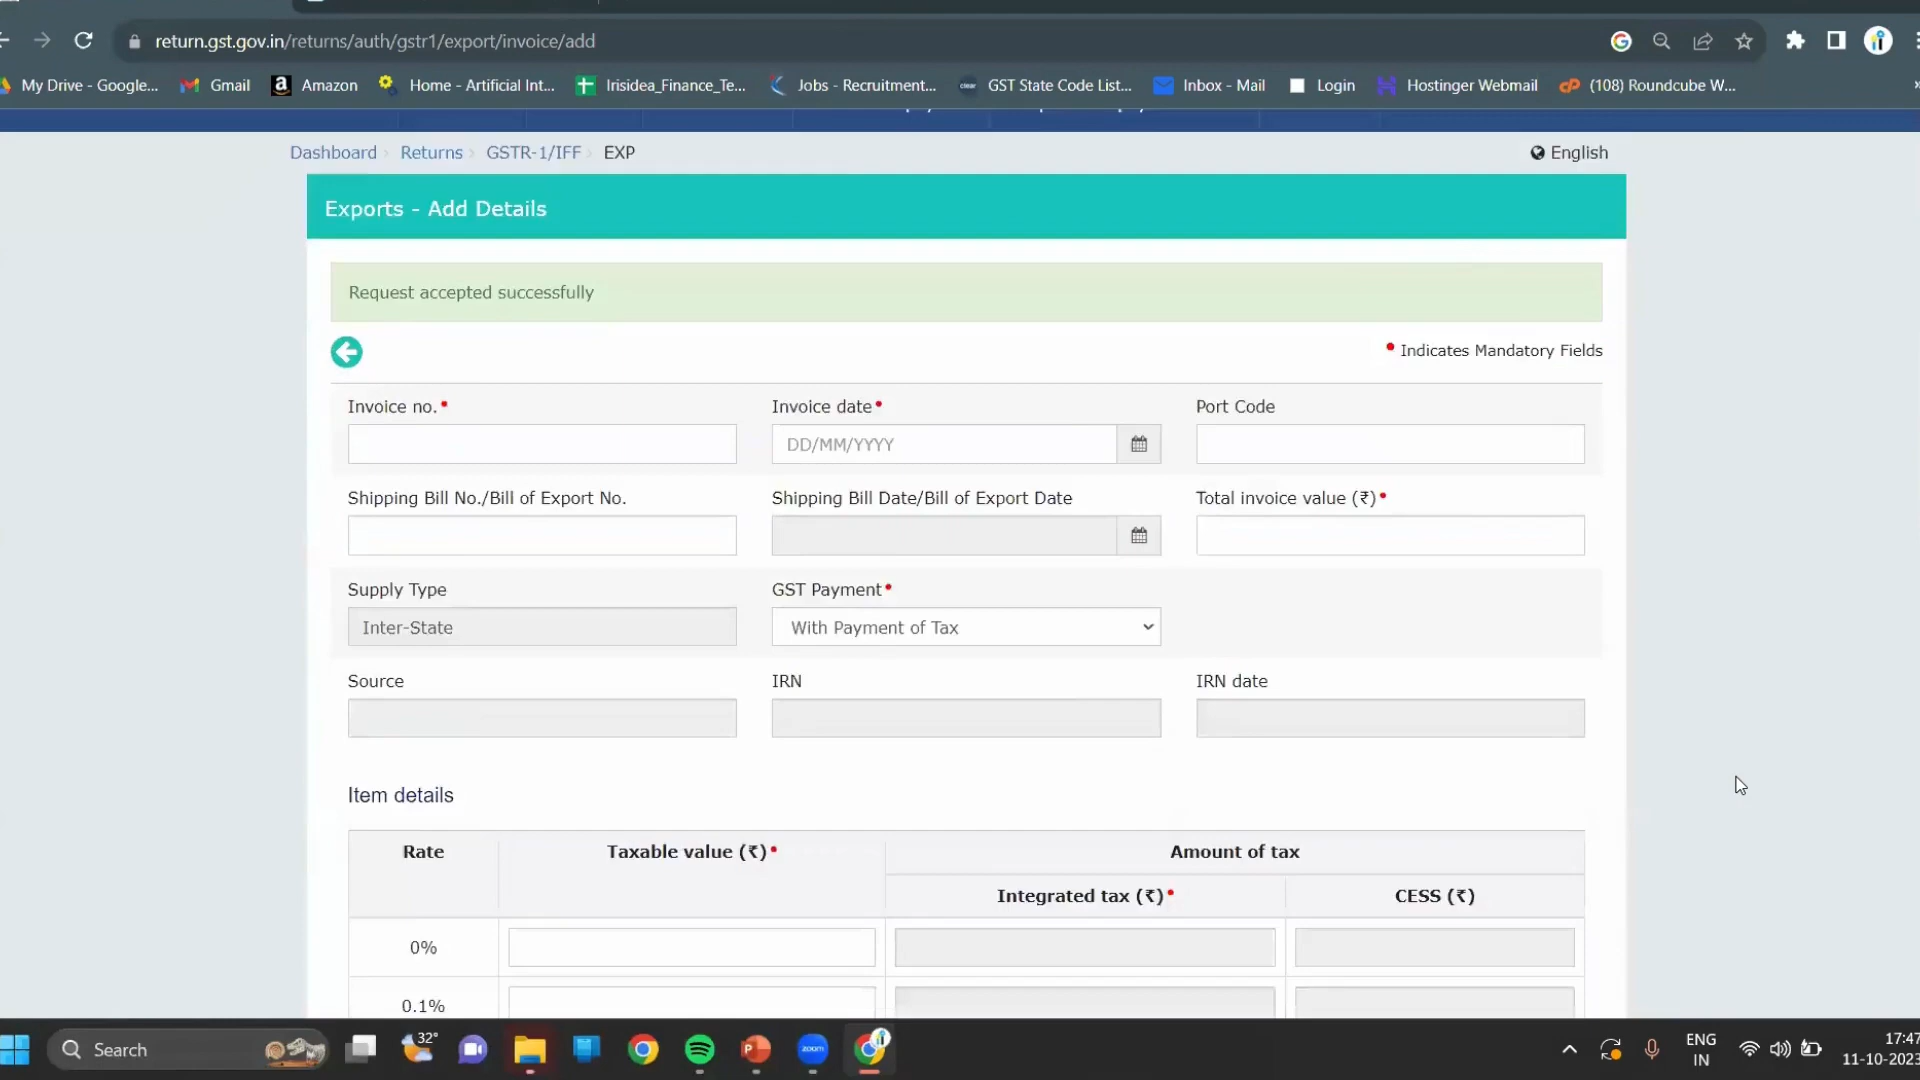 return.gst.gov.in/returns/auth/gstr1/export/invoice/add
My Drive - Google... Gmail Amazon Home - Artificial Int... Irisidea_Finance_Te... Jobs - Recruitment... clear GST State Code List... Inbox - Mail Login Hostinger Webmail (108) Roundcube W... »
Dashboard > Returns > GSTR-1/IFF > EXP English
Exports - Add Details
Request accepted successfully
• Indicates Mandatory Fields
Invoice no.• Invoice date• Port Code
DD/MM/YYYY
Shipping Bill No./Bill of Export No. Shipping Bill Date/Bill of Export Date Total invoice value (₹)•
Supply Type GST Payment•
Inter-State With Payment of Tax
Source IRN IRN date
Item details
Rate Taxable value (₹)• Amount of tax
Integrated tax (₹)• CESS (₹)
0%
0.1%
Search 32° zoom ENG IN 17:47
11-10-2023